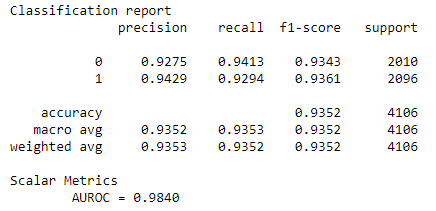 Classification report
precision recall f1-score support
0 0.9275 0.9413 0.9343 2010
1 0.9429 0.9294 0.9361 2096
accuracy 0.9352 4106
macro avg 0.9352 0.9353 0.9352 4106
weighted avg 0.9353 0.9352 0.9352 4106
Scalar Metrics
AUROC = 0.9840